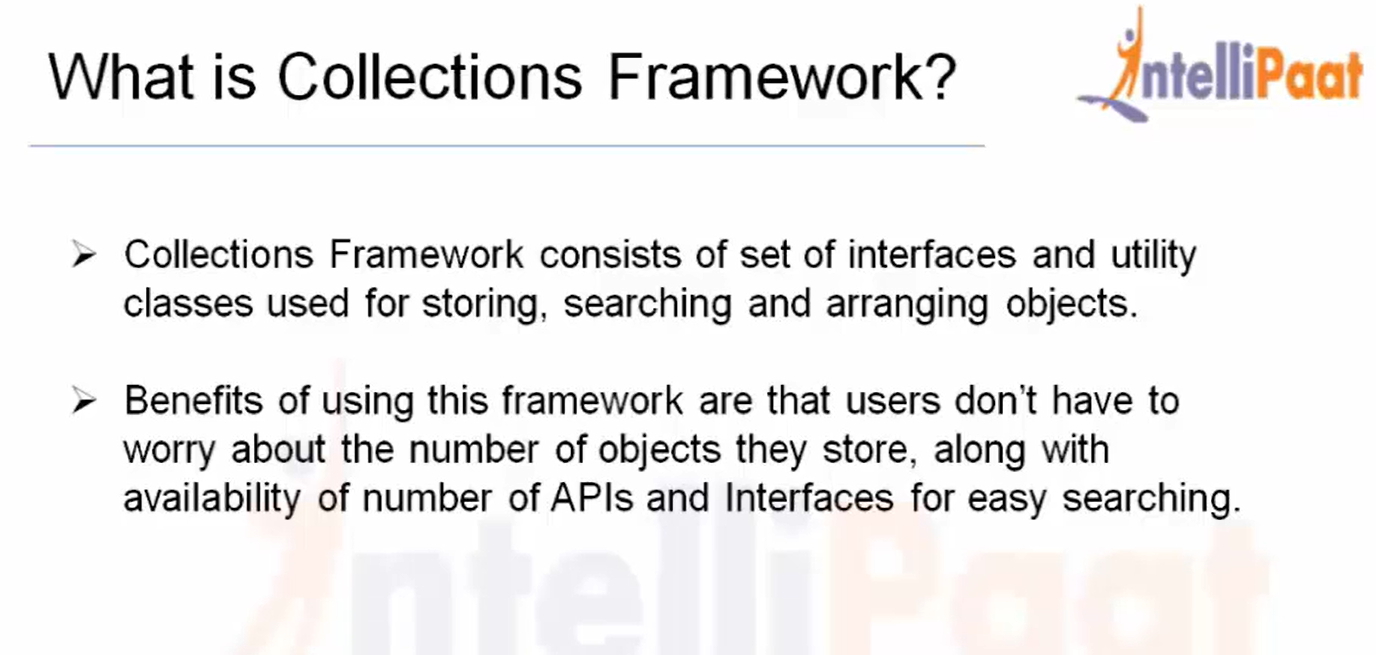 What is Collections Framework?
IntelliPaat
➢ Collections Framework consists of set of interfaces and utility
classes used for storing, searching and arranging objects.
➢ Benefits of using this framework are that users don't have to
worry about the number of objects they store, along with
availability of number of APIs and Interfaces for easy searching.
IntelliPaat